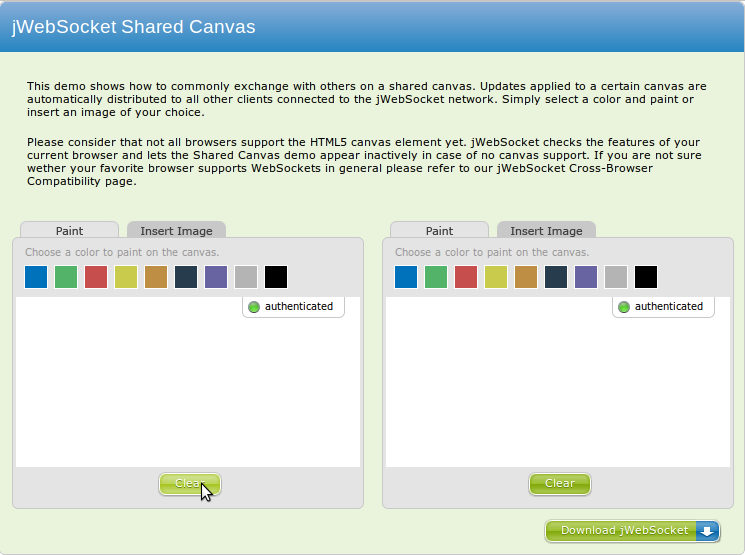 jWebSocket Shared Canvas
This demo shows how to commonly exchange with others on a shared canvas. Updates applied to a certain canvas are
automatically distributed to all other clients connected to the jWebSocket network. Simply select a color and paint or
insert an image of your choice.
Please consider that not all browsers support the HTML5 canvas element yet. jWebSocket checks the features of your
current browser and lets the Shared Canvas demo appear inactively in case of no canvas support. If you are not sure
wether your favorite browser supports WebSockets in general please refer to our jWebSocket Cross-Browser
Compatibility page.
Paint Insert Image
Choose a color to paint on the canvas.
authenticated
Clear
Paint Insert Image
Choose a color to paint on the canvas.
authenticated
Clear
Download jWebSocket